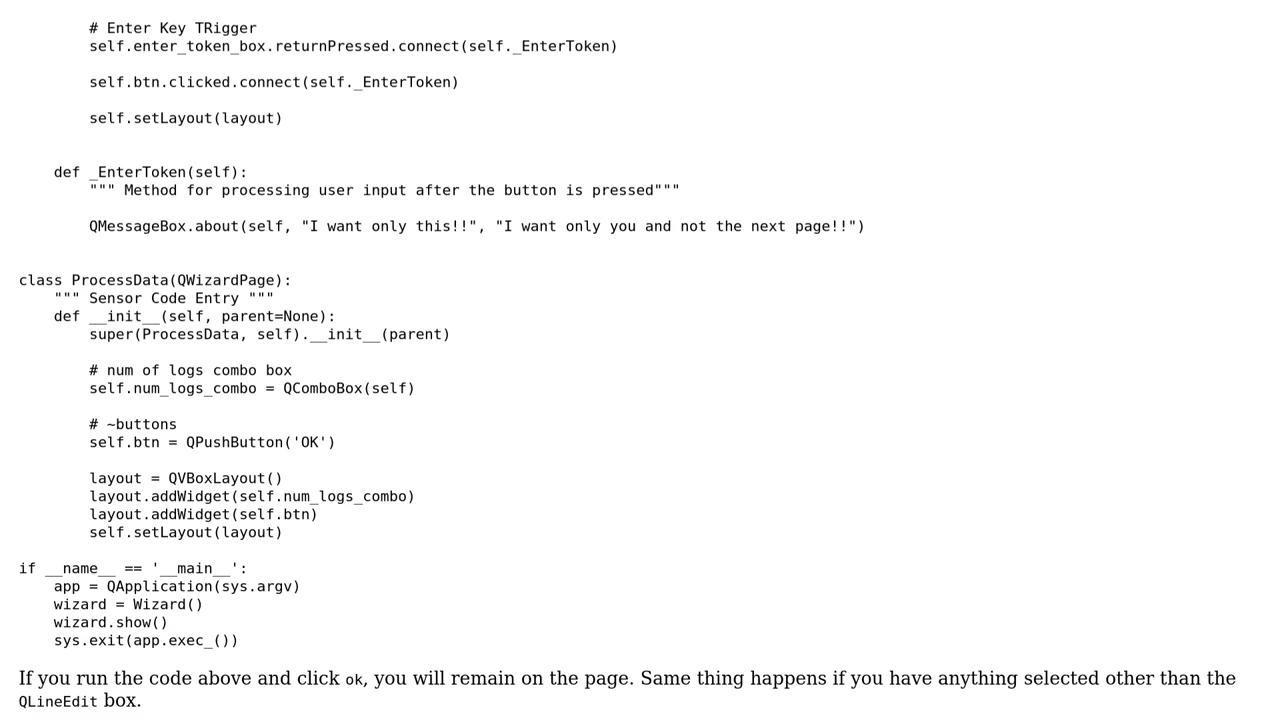 # Enter Key TRigger
self.enter_token_box.returnPressed.connect(self._EnterToken)
self.btn.clicked.connect(self._EnterToken)
self.setLayout(layout)
def _EnterToken(self):
""" Method for processing user input after the button is pressed"""
QMessageBox.about(self, "I want only this!!", "I want only you and not the next page!!")
class ProcessData(QWizardPage):
""" Sensor Code Entry """
def __init__(self, parent=None):
super(ProcessData, self).__init__(parent)
# num of logs combo box
self.num_logs_combo = QComboBox(self)
# ~buttons
self.btn = QPushButton('OK')
layout = QVBoxLayout()
layout.addWidget(self.num_logs_combo)
layout.addWidget(self.btn)
self.setLayout(layout)
if __name__ == '__main__':
app = QApplication(sys.argv)
wizard = Wizard()
wizard.show()
sys.exit(app.exec_())
If you run the code above and click ok, you will remain on the page. Same thing happens if you have anything selected other than the
QLineEdit box.